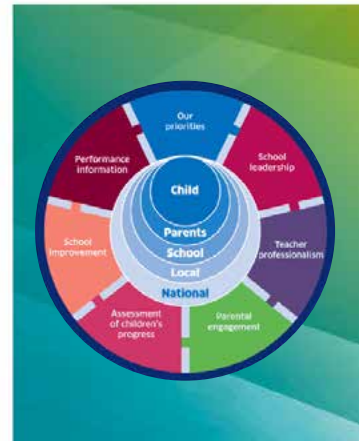 Our
priorities
School
leadership
Teacher
professionalism
Parental
engagement
Assessment
of children's
progress
School
improvement
Performance
information
Child
Parents
School
Local
National